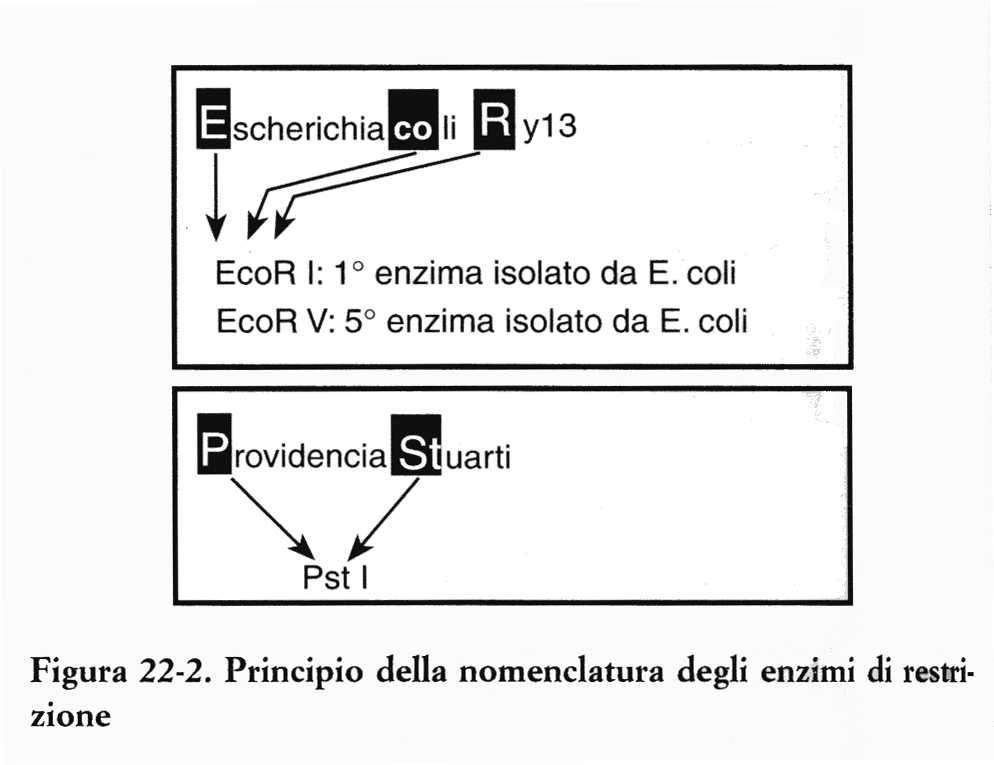 Escherichia coli Ry13
EcoR I: 1° enzima isolato da E. coli
EcoR V: 5° enzima isolato da E. coli
Providencia Stuarti
Pst I
Figura 22-2. Principio della nomenclatura degli enzimi di restri-
zione